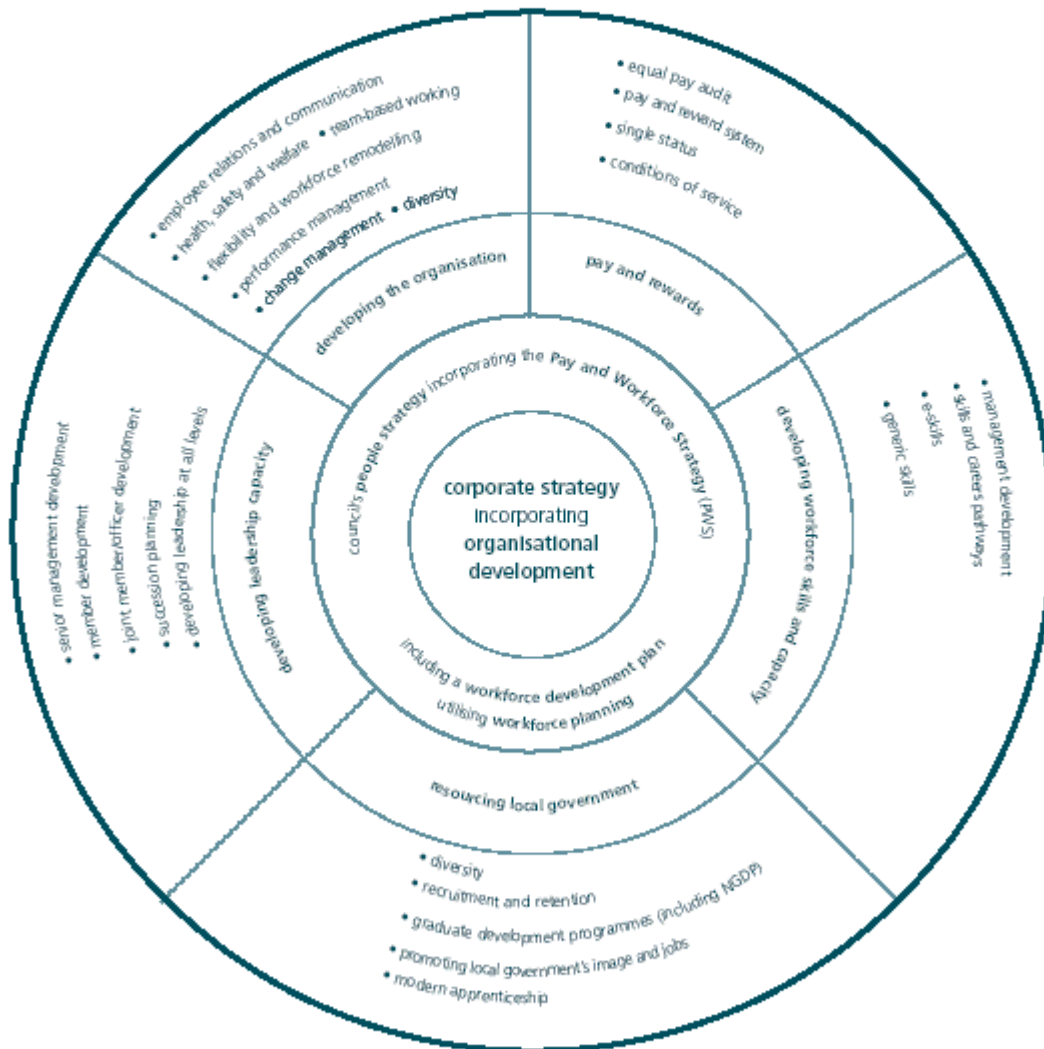 corporate strategy
incorporating
organisational
development
council's people strategy incorporating the Pay and Workforce Strategy (PWS)
including a workforce development plan
utilising workforce planning
developing the organisation
• employee relations and communication
• health, safety and welfare • team-based working
• flexibility and workforce remodelling
• performance management
• change management • diversity
pay and rewards
• equal pay audit
• pay and reward system
• single status
• conditions of service
developing workforce skills and capacity
• management development
• skills and careers pathways
• e-skills
• generic skills
resourcing local government
• diversity
• recruitment and retention
• graduate development programmes (including NGDP)
• promoting local government's image and jobs
• modern apprenticeship
developing leadership capacity
• senior management development
• member development
• joint member/officer development
• succession planning
• developing leadership at all levels